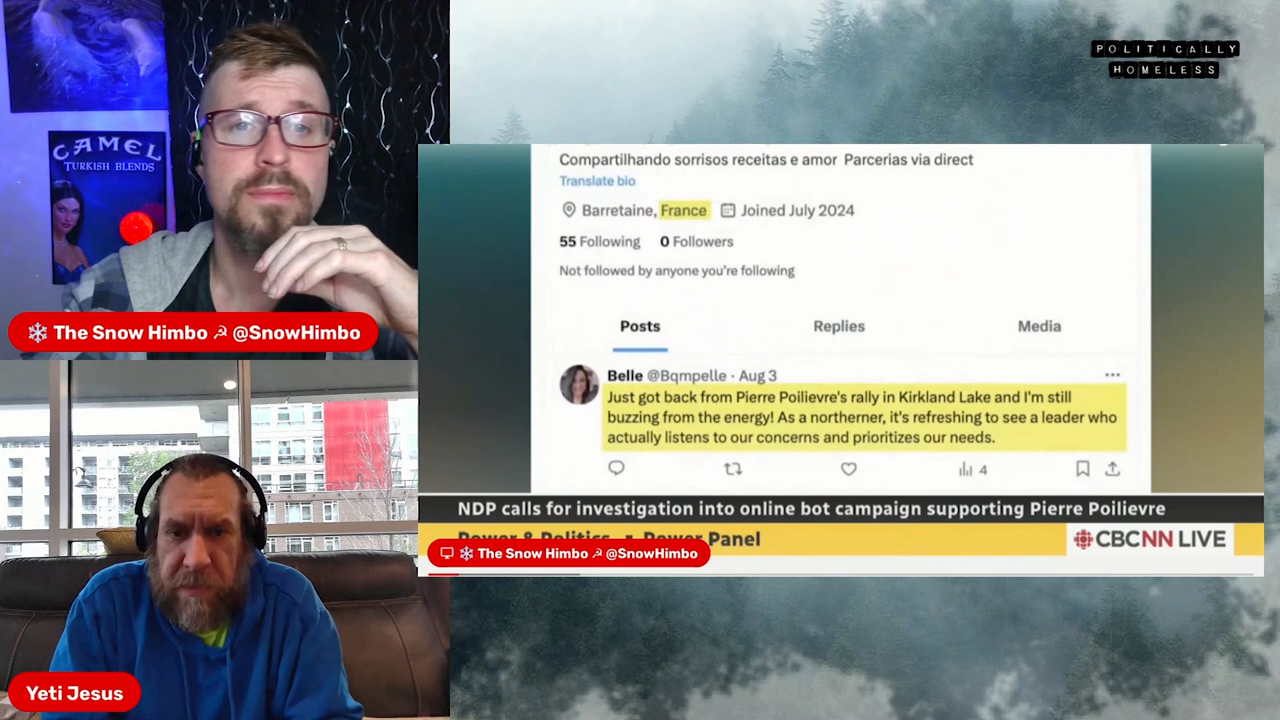 POLITICALLY
HOMELESS
CAMEL
TURKISH BLENDS
❄ The Snow Himbo ☭ @SnowHimbo
Compartilhando sorrisos receitas e amor Parcerias via direct
Translate bio
Barretaine, France Joined July 2024
55 Following 0 Followers
Not followed by anyone you're following
Posts Replies Media
Belle @Bqmpelle · Aug 3
Just got back from Pierre Poilievre's rally in Kirkland Lake and I'm still
buzzing from the energy! As a northerner, it's refreshing to see a leader who
actually listens to our concerns and prioritizes our needs.
4
NDP calls for investigation into online bot campaign supporting Pierre Poilievre
Power & Politics Power Panel
CBCNN LIVE
❄ The Snow Himbo ☭ @SnowHimbo
Yeti Jesus